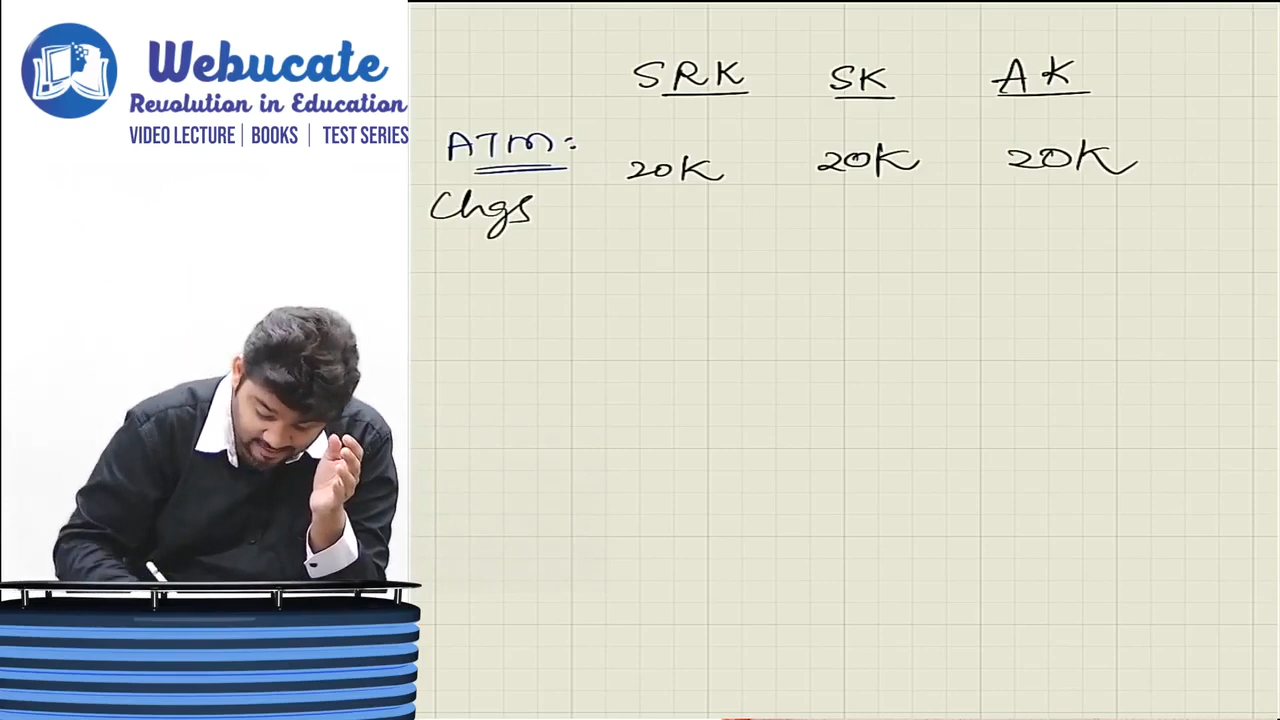 Webucate
Revolution in Education
VIDEO LECTURE | BOOKS | TEST SERIES
SRK SK AK
ATM: 20K 20K 20K
Chgs